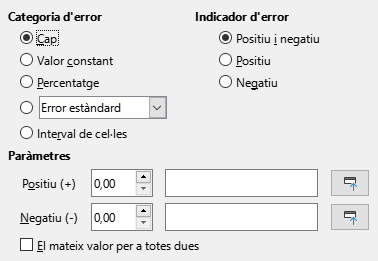 Categoria d'error
Indicador d'error
Cap
Positiu i negatiu
Valor constant
Positiu
Percentatge
Negatiu
Error estàndard
Interval de cel·les
Paràmetres
Positiu (+)
0,00
Negatiu (-)
0,00
El mateix valor per a totes dues